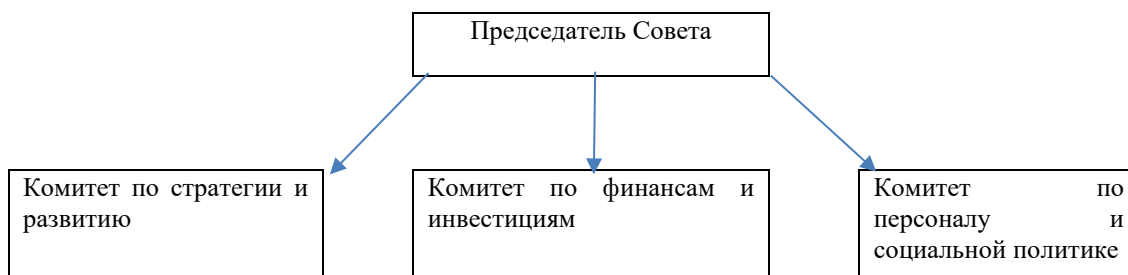 Председатель Совета
Комитет по стратегии и
развитию
Комитет по финансам и
инвестициям
Комитет по
персоналу и
социальной политике